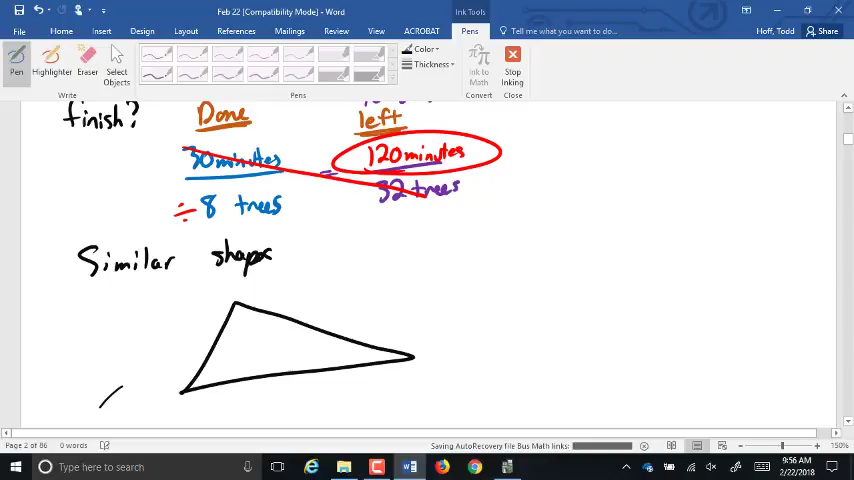 Feb 22 [Compatibility Mode] - Word
Ink Tools
Hoff, Todd
File Home Insert Draw Design Layout References Mailings Review View ACROBAT Pens Tell me what you want to do... Share
Pen Highlighter Eraser Select Objects
Color
Thickness
Ink to Math
Stop Inking
Write Pens Convert Close
finish? Done left
30 minutes = 120 minutes
÷ 8 trees 32 trees
Similar shapes
Page 2 of 86 0 words Saving AutoRecovery file Bus Math links: 150%
Type here to search
9:56 AM
2/22/2018